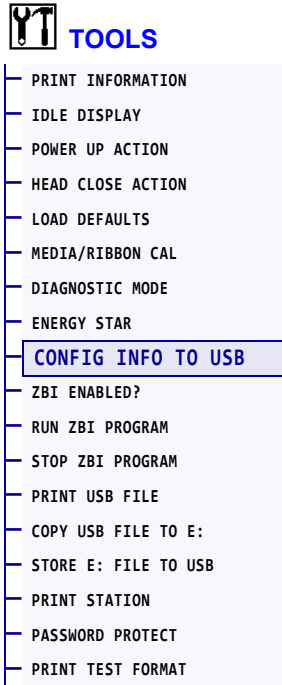 TOOLS
PRINT INFORMATION
IDLE DISPLAY
POWER UP ACTION
HEAD CLOSE ACTION
LOAD DEFAULTS
MEDIA/RIBBON CAL
DIAGNOSTIC MODE
ENERGY STAR
CONFIG INFO TO USB
ZBI ENABLED?
RUN ZBI PROGRAM
STOP ZBI PROGRAM
PRINT USB FILE
COPY USB FILE TO E:
STORE E: FILE TO USB
PRINT STATION
PASSWORD PROTECT
PRINT TEST FORMAT